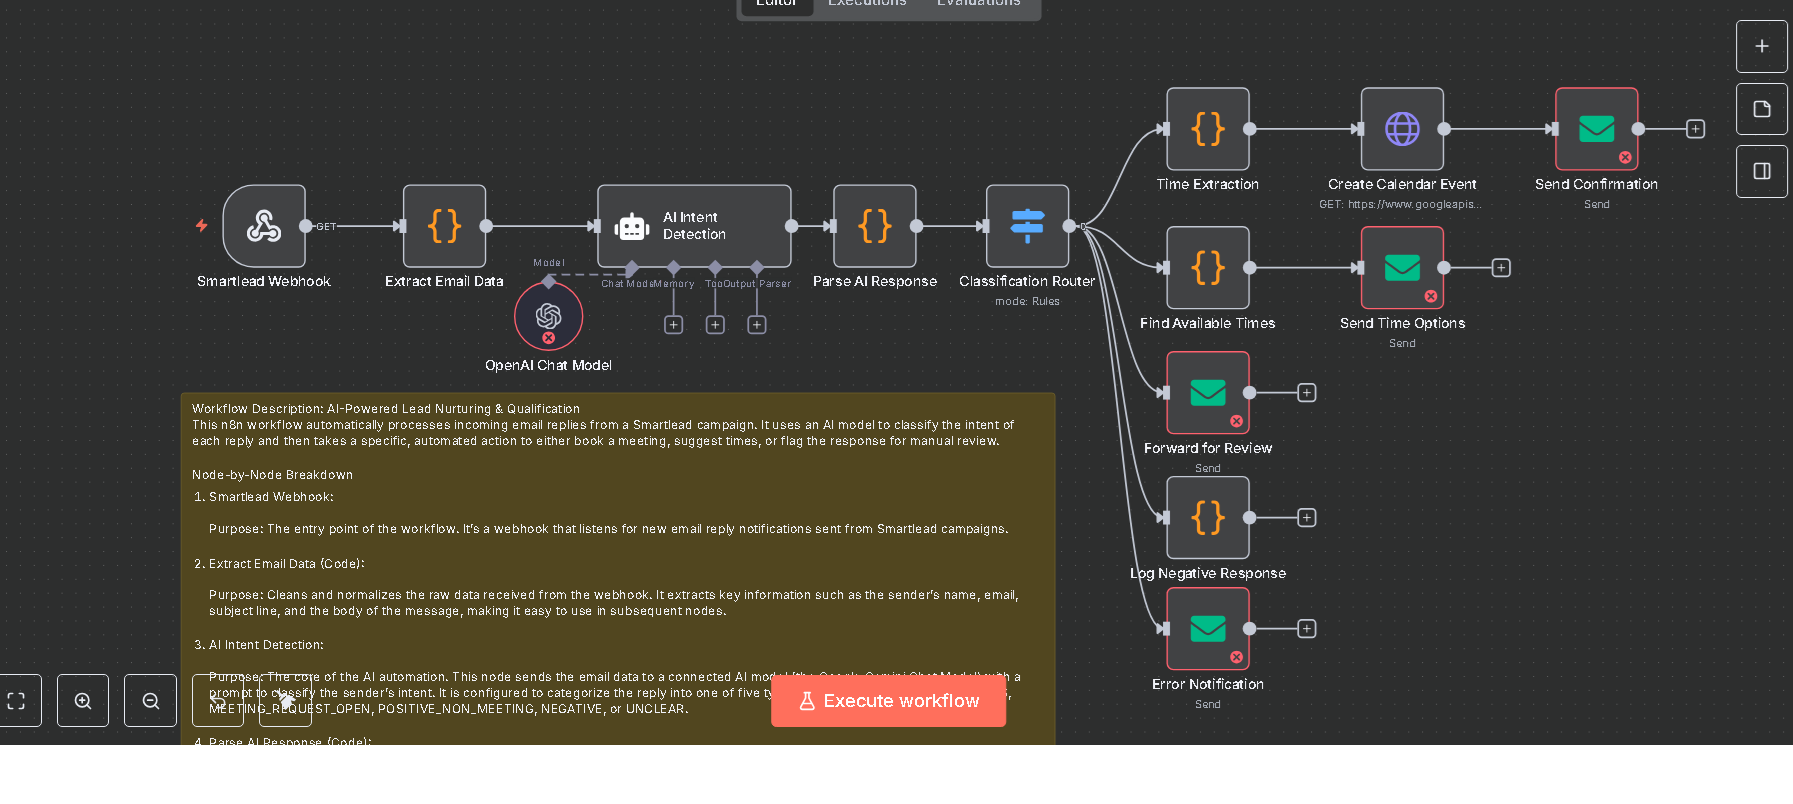 Editor Executions Evaluations
Time Extraction
Create Calendar Event
GET: https://www.googleapis...
Send Confirmation
Send
GET
Smartlead Webhook
Extract Email Data
AI Intent
Detection
Model
Chat Model
Memory
Tool
Output Parser
OpenAI Chat Model
Parse AI Response
Classification Router
mode: Rules
Find Available Times
Send Time Options
Send
Forward for Review
Send
Log Negative Response
Error Notification
Send
Workflow Description: AI-Powered Lead Nurturing & Qualification
This n8n workflow automatically processes incoming email replies from a Smartlead campaign. It uses an AI model to classify the intent of
each reply and then takes a specific, automated action to either book a meeting, suggest times, or flag the response for manual review.
Node-by-Node Breakdown
1. Smartlead Webhook:
Purpose: The entry point of the workflow. It's a webhook that listens for new email reply notifications sent from Smartlead campaigns.
2. Extract Email Data (Code):
Purpose: Cleans and normalizes the raw data received from the webhook. It extracts key information such as the sender's name, email,
subject line, and the body of the message, making it easy to use in subsequent nodes.
3. AI Intent Detection:
Purpose: The core of the AI automation. This node sends the email data to a connected AI model (the Google Gemini Chat Model) with a
prompt to classify the sender's intent. It is configured to categorize the reply into one of five
MEETING_REQUEST_OPEN, POSITIVE_NON_MEETING, NEGATIVE, or UNCLEAR.
4. Parse AI Response (Code):
Execute workflow